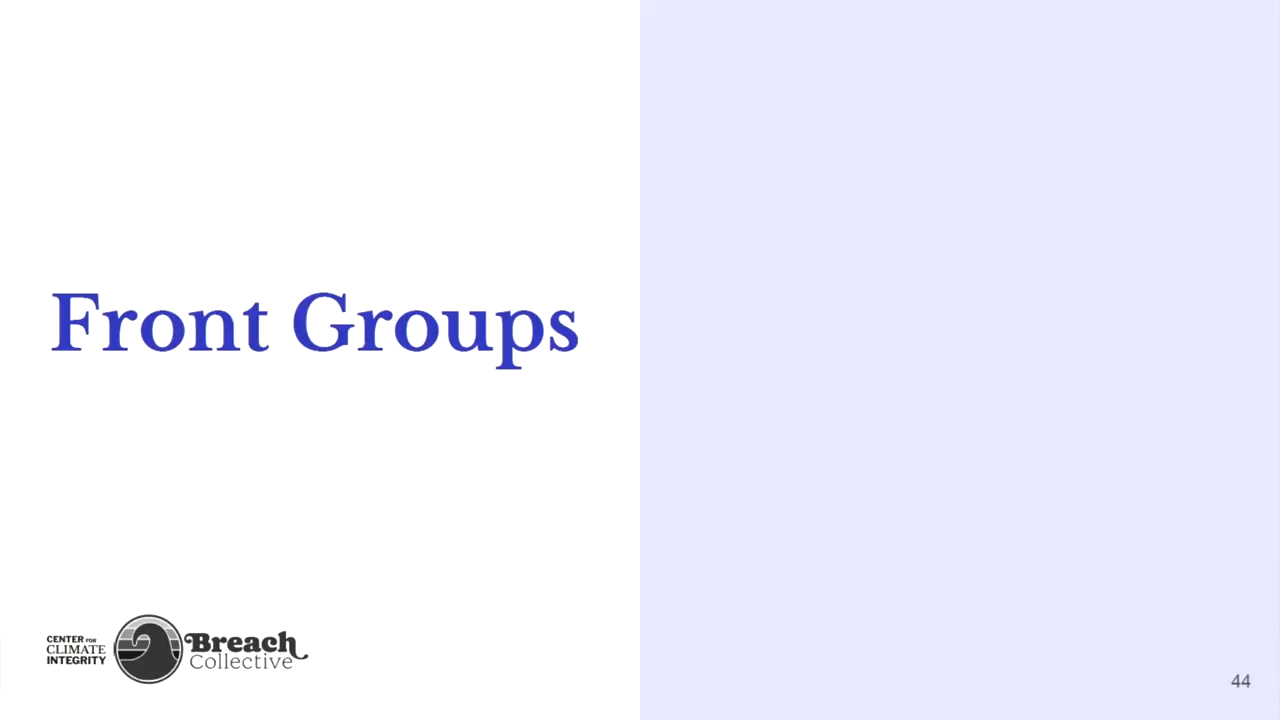 Front Groups
CENTER FOR
CLIMATE
INTEGRITY
Breach
Collective
44